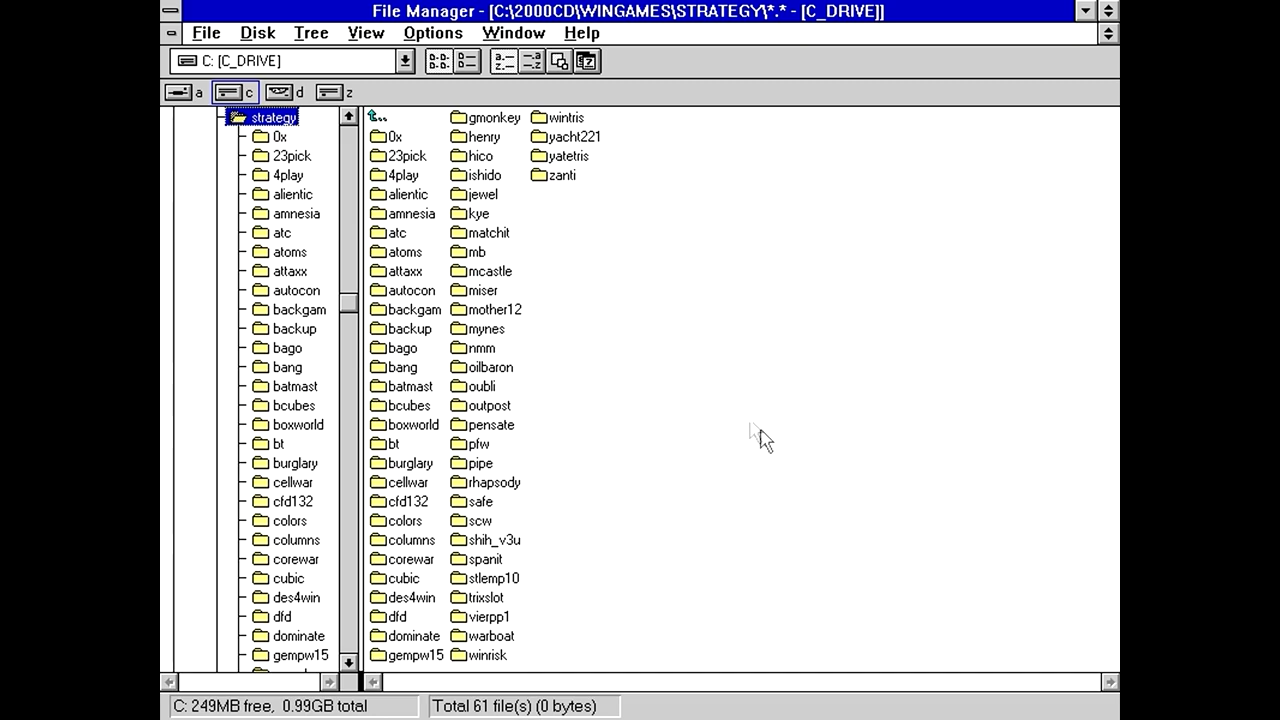 File Manager - [C:\2000CD\WINGAMES\STRATEGY\*.* - [C_DRIVE]]
File Disk Tree View Options Window Help
C: [C_DRIVE]
a c d z
strategy
0x
23pick
4play
alientic
amnesia
atc
atoms
attaxx
autocon
backgam
backup
bago
bang
batmast
bcubes
boxworld
bt
burglary
cellwar
cfd132
colors
columns
corewar
cubic
des4win
dfd
dominate
gempw15
..
0x
23pick
4play
alientic
amnesia
atc
atoms
attaxx
autocon
backgam
backup
bago
bang
batmast
bcubes
boxworld
bt
burglary
cellwar
cfd132
colors
columns
corewar
cubic
des4win
dfd
dominate
gempw15
gmonkey
henry
hico
ishido
jewel
kye
matchit
mb
mcastle
miser
mother12
mynes
nmm
oilbaron
oubli
outpost
pensate
pfw
pipe
rhapsody
safe
scw
shih_v3u
spanit
stlemp10
trixslot
vierpp1
warboat
winrisk
wintris
yacht221
yatetris
zanti
C: 249MB free, 0.99GB total
Total 61 file(s) (0 bytes)